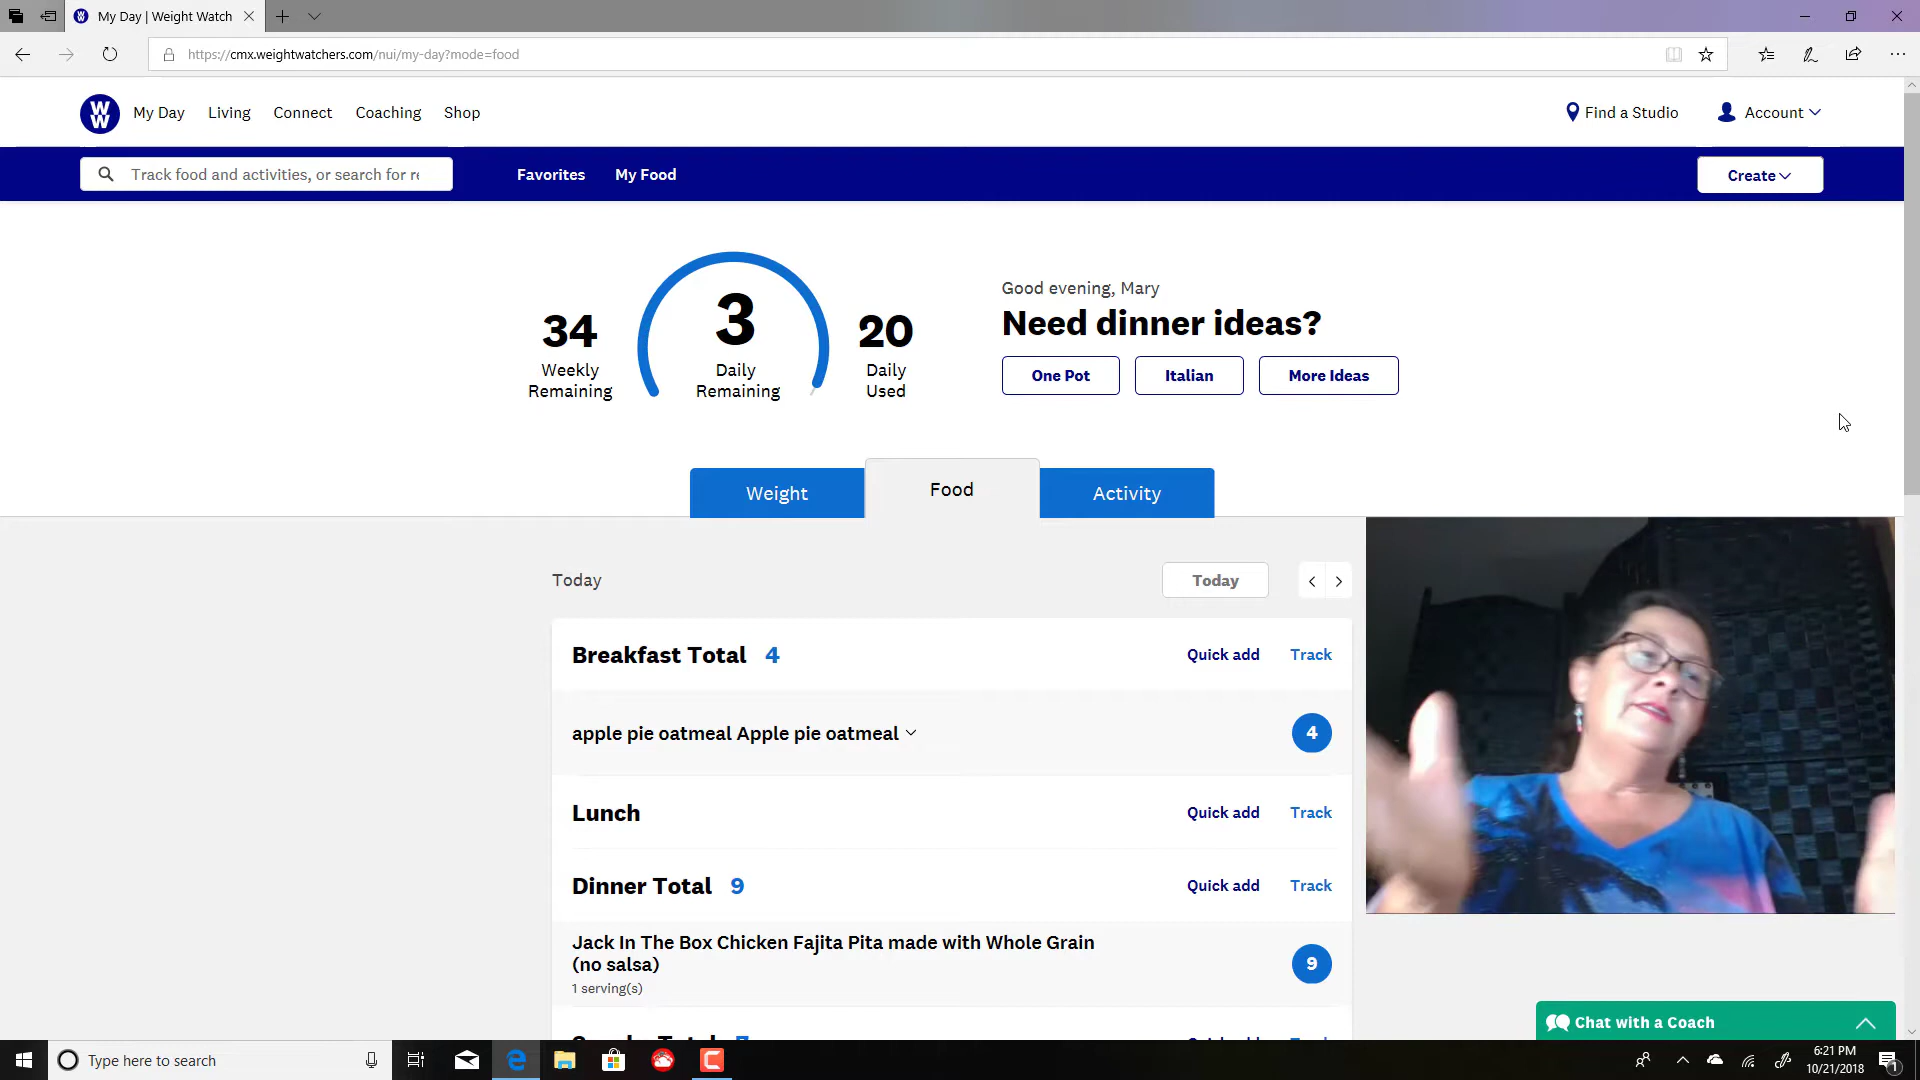 My Day | Weight Watch
https://cmx.weightwatchers.com/nui/my-day?mode=food
W
W
My Day Living Connect Coaching Shop
Find a Studio Account
Track food and activities, or search for re
Favorites My Food
Create
34 Weekly Remaining
3 Daily Remaining
20 Daily Used
Good evening, Mary
Need dinner ideas?
One Pot Italian More Ideas
Weight Food Activity
Today Today
Breakfast Total 4 Quick add Track
apple pie oatmeal Apple pie oatmeal 4
Lunch Quick add Track
Dinner Total 9 Quick add Track
Jack In The Box Chicken Fajita Pita made with Whole Grain
(no salsa) 9
1 serving(s)
Chat with a Coach
Type here to search
6:21 PM
10/21/2018
1